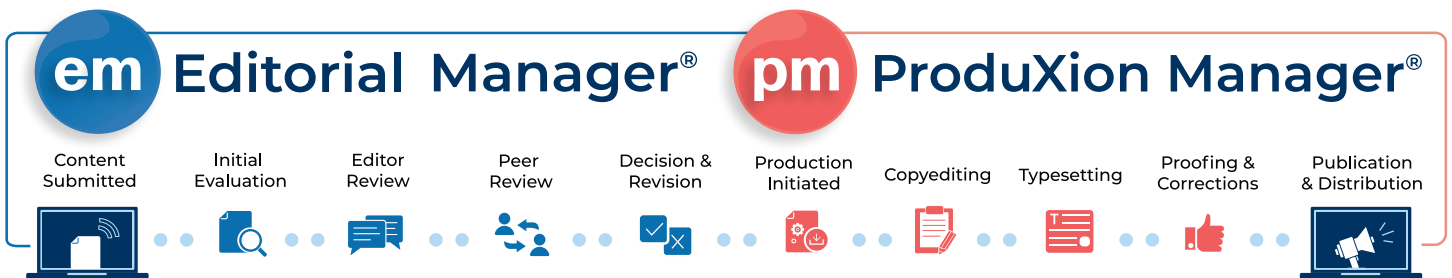 em Editorial Manager®
pm ProduXion Manager®
Content
Submitted
Initial
Evaluation
Editor
Review
Peer
Review
Decision &
Revision
Production
Initiated
Copyediting
Typesetting
Proofing &
Corrections
Publication
& Distribution